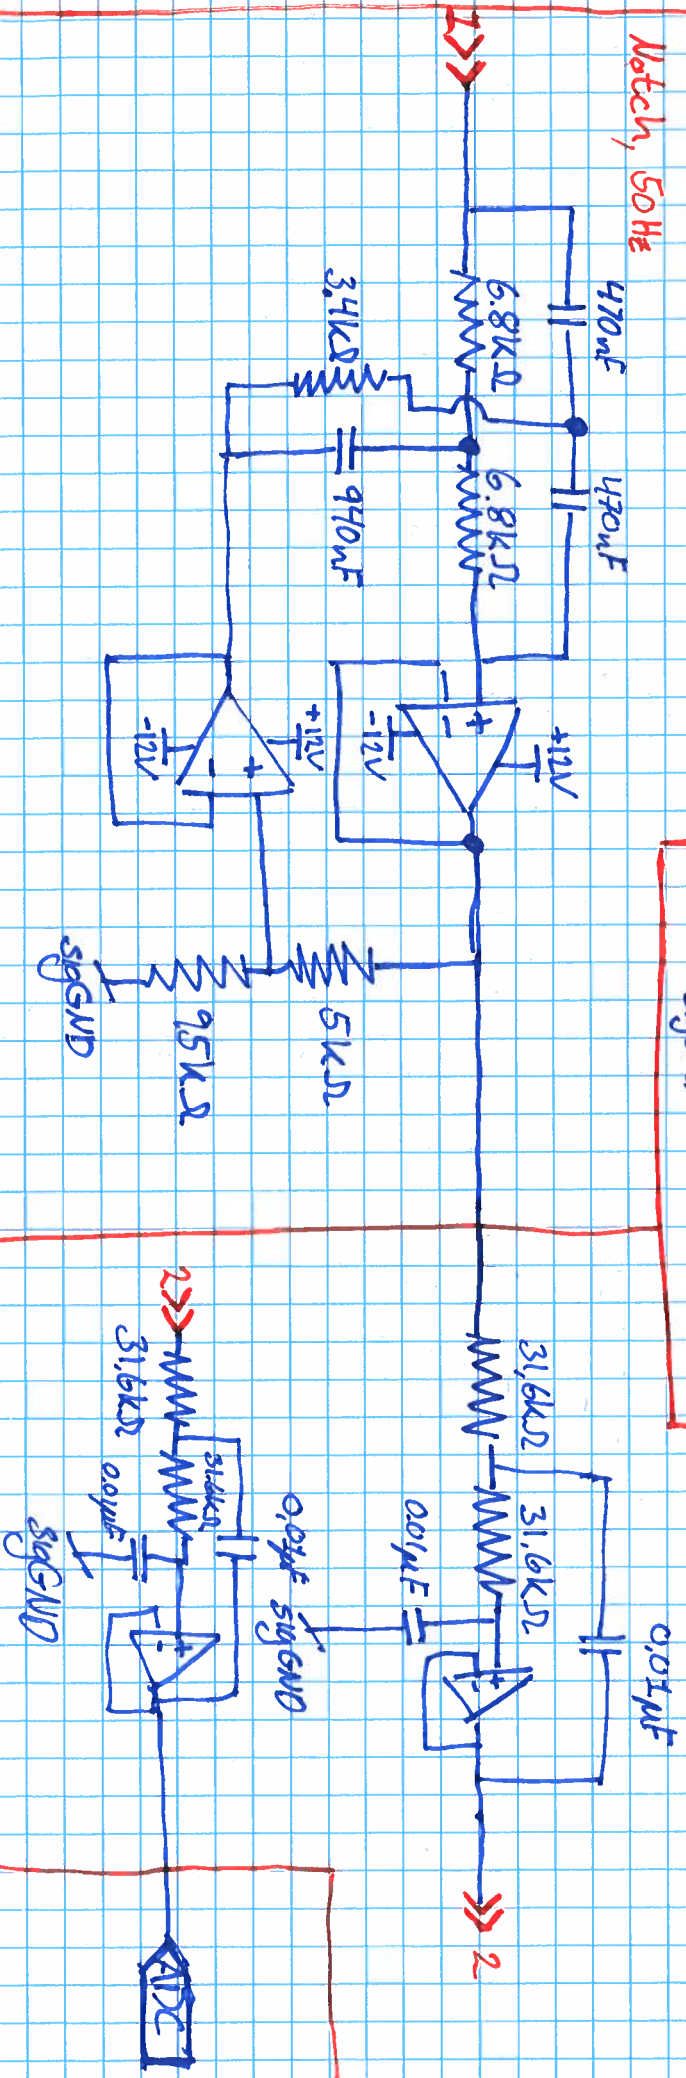 Notch, 50Hz
1
470nF
470nF
6.8kΩ
6.8kΩ
3.4kΩ
940nF
+
-
+12V
-12V
+
-
+12V
-12V
5kΩ
95kΩ
SigGND
31,6kΩ
31.6kΩ
0.01µF
0.01µF
SigGND
+
-
2
2
31,6kΩ
31.6kΩ
0,01µF
0.01µF
SigGND
+
-
ADC